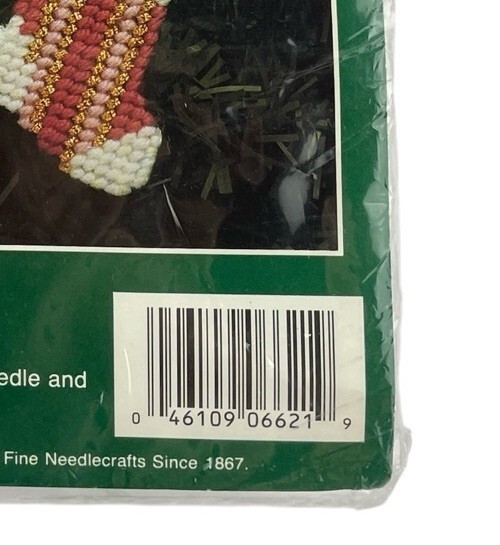 edle and
0 46109 06621 9
Fine Needlecrafts Since 1867.